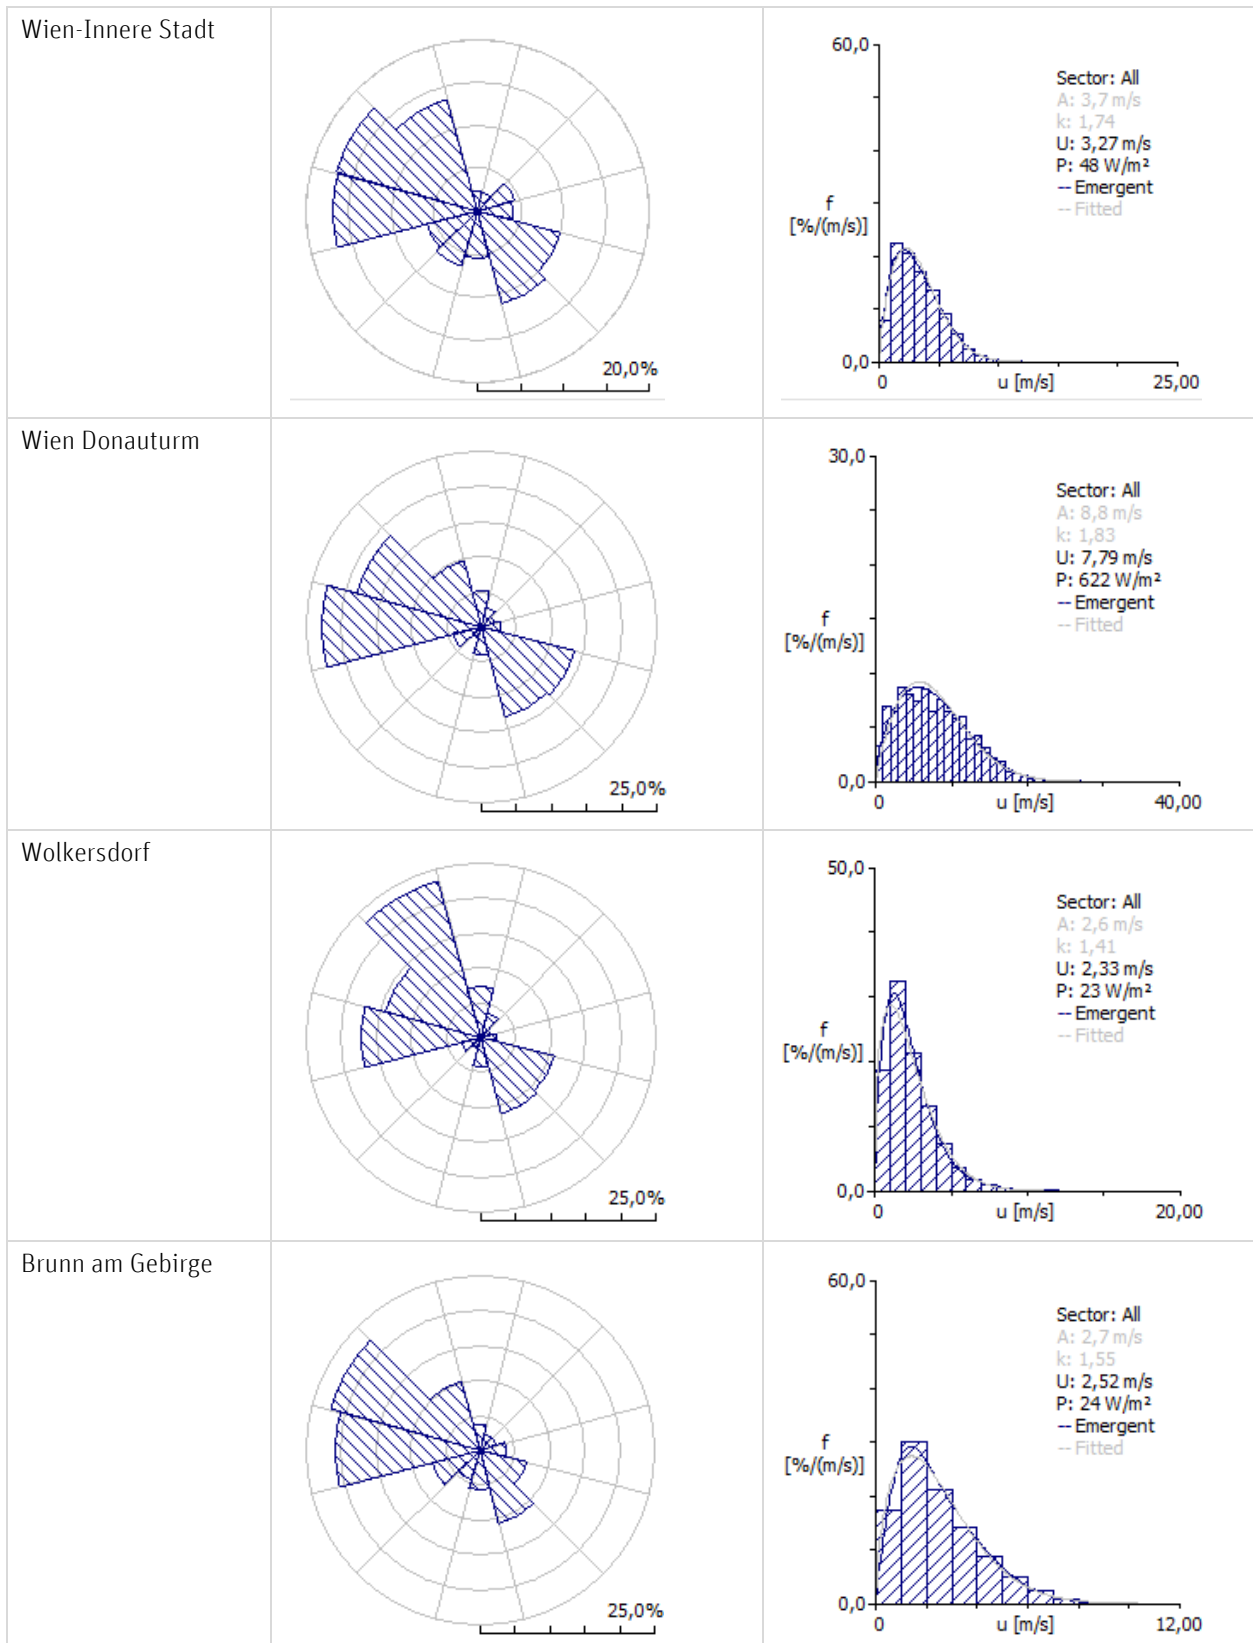 Wien-Innere Stadt
20,0%
60,0
Sector: All
A: 3,7 m/s
k: 1,74
U: 3,27 m/s
P: 48 W/m²
-- Emergent
-- Fitted
f
[%/(m/s)]
0,0
0
u [m/s]
25,00
Wien Donauturm
25,0%
30,0
Sector: All
A: 8,8 m/s
k: 1,83
U: 7,79 m/s
P: 622 W/m²
-- Emergent
-- Fitted
f
[%/(m/s)]
0,0
0
u [m/s]
40,00
Wolkersdorf
25,0%
50,0
Sector: All
A: 2,6 m/s
k: 1,41
U: 2,33 m/s
P: 23 W/m²
-- Emergent
-- Fitted
f
[%/(m/s)]
0,0
0
u [m/s]
20,00
Brunn am Gebirge
25,0%
60,0
Sector: All
A: 2,7 m/s
k: 1,55
U: 2,52 m/s
P: 24 W/m²
-- Emergent
-- Fitted
f
[%/(m/s)]
0,0
0
u [m/s]
12,00